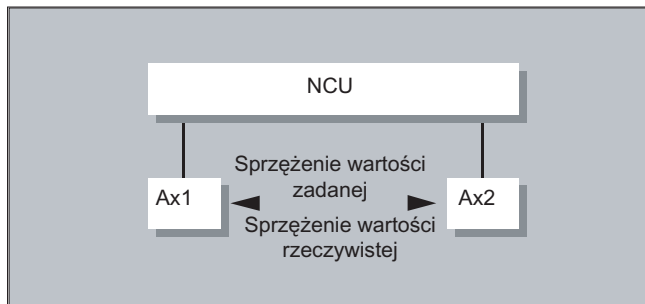 NCU
Sprzężenie wartości
zadanej
Ax1
Ax2
Sprzężenie wartości
rzeczywistej